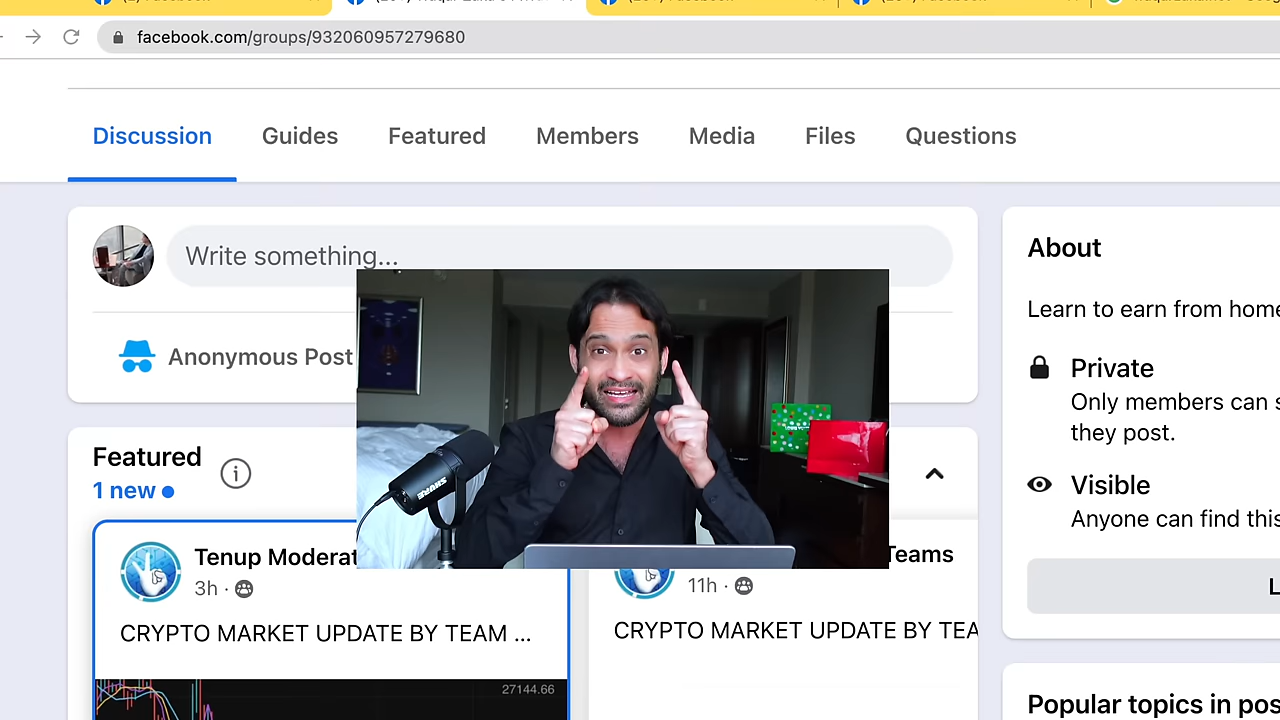 facebook.com/groups/932060957279680
Discussion Guides Featured Members Media Files Questions
Write something...
Anonymous Post
Featured
1 new
Tenup Moderat
3h
CRYPTO MARKET UPDATE BY TEAM ...
27144.66
Teams
11h
CRYPTO MARKET UPDATE BY TEA
About
Learn to earn from home
Private
Only members can s
they post.
Visible
Anyone can find this
L
Popular topics in pos
SHURE